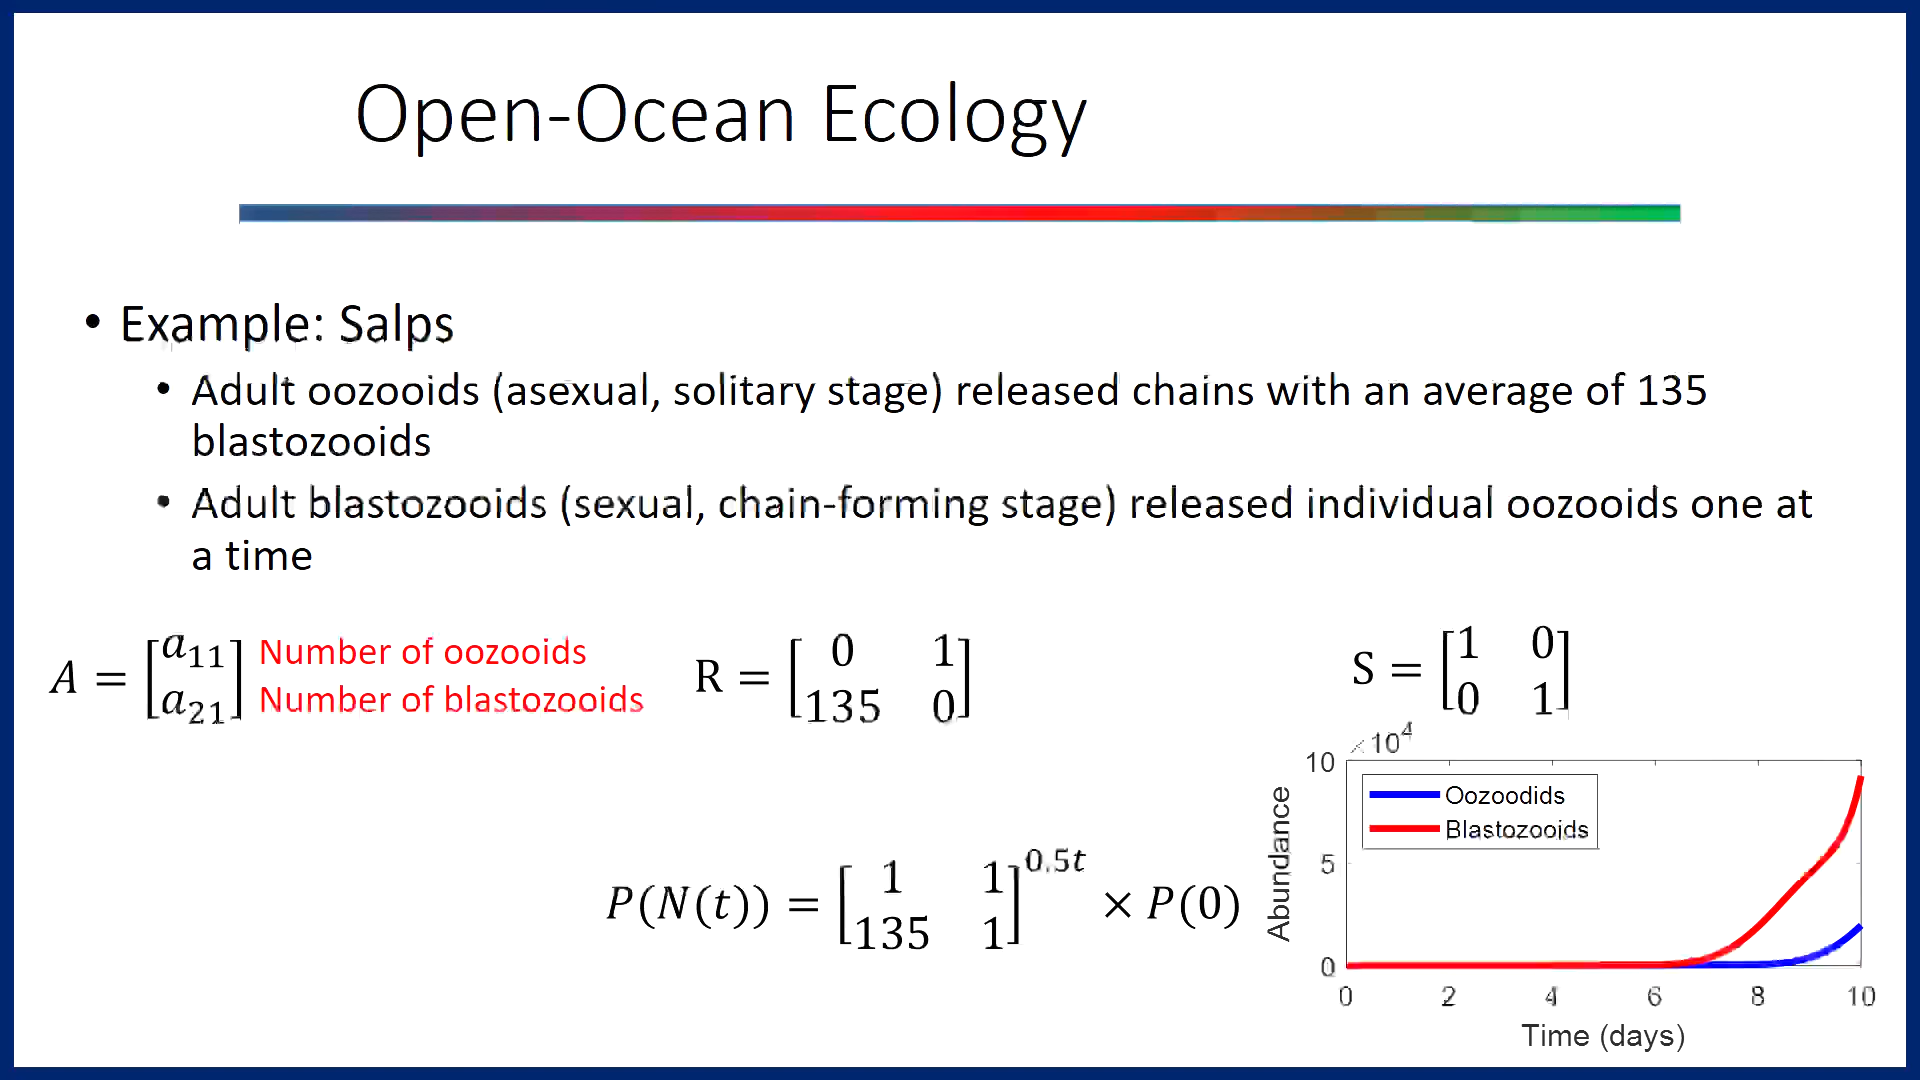 Open-Ocean Ecology
• Example: Salps
• Adult oozooids (asexual, solitary stage) released chains with an average of 135
blastozooids
• Adult blastozooids (sexual, chain-forming stage) released individual oozooids one at
a time
A = [a₁₁ a₂₁] Number of oozooids
Number of blastozooids
R = [0 1
135 0]
S = [1 0
0 1]
P(N(t)) = [1 1
135 1]^0.5t × P(0)
×10⁴
10
5
0
Abundance
Oozoodids
Blastozooids
0 2 4 6 8 10
Time (days)